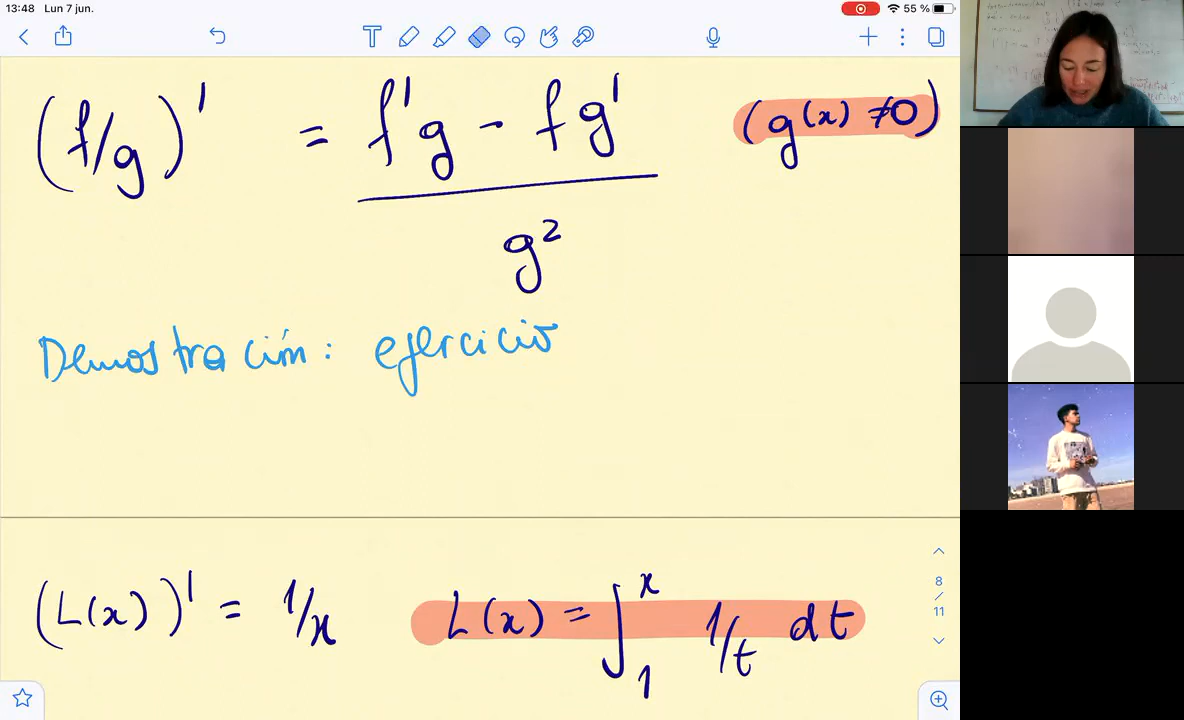 13:48 Lun 7 jun. 55 %
(f/g)' = f'g - fg' (g(x) ≠ 0)
g²
Demostración: ejercicio
(L(x))' = 1/x L(x) = ∫₁ˣ 1/t dt
8
/
11